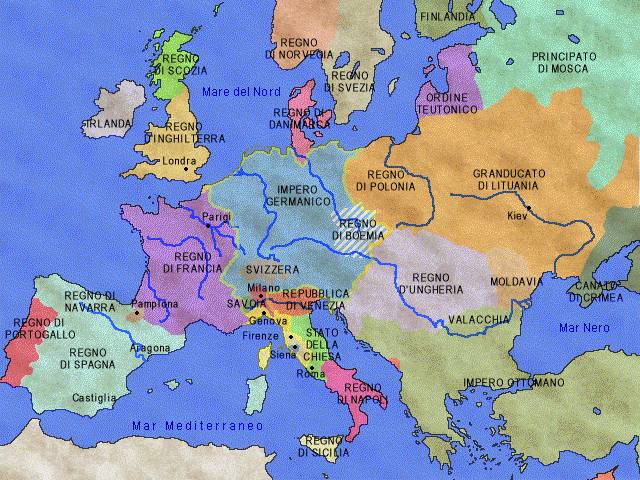 FINLANDIA
REGNO
DI NORVEGIA
REGNO
DI SCOZIA
PRINCIPATO
DI MOSCA
REGNO
DI SVEZIA
Mare del Nord
ORDINE
TEUTONICO
REGNO DI
DANIMARCA
IRLANDA
REGNO
D'INGHILTERRA
Londra
IMPERO
GERMANICO
REGNO
DI POLONIA
GRANDUCATO
DI LITUANIA
Kiev
Parigi
REGNO
DI BOEMIA
REGNO
DI FRANCIA
SVIZZERA
REGNO
D'UNGHERIA
MOLDAVIA
CANATO
DI CRIMEA
Milano
SAVOIA
REPUBBLICA
DI VENEZIA
REGNO DI
NAVARRA
Pamplona
Genova
VALACCHIA
Mar Nero
REGNO DI
PORTOGALLO
Firenze
STATO
DELLA
CHIESA
Siena
Aragona
REGNO
DI SPAGNA
Roma
IMPERO OTTOMANO
REGNO
DI NAPOLI
Castiglia
Mar Mediterraneo
REGNO
DI SICILIA